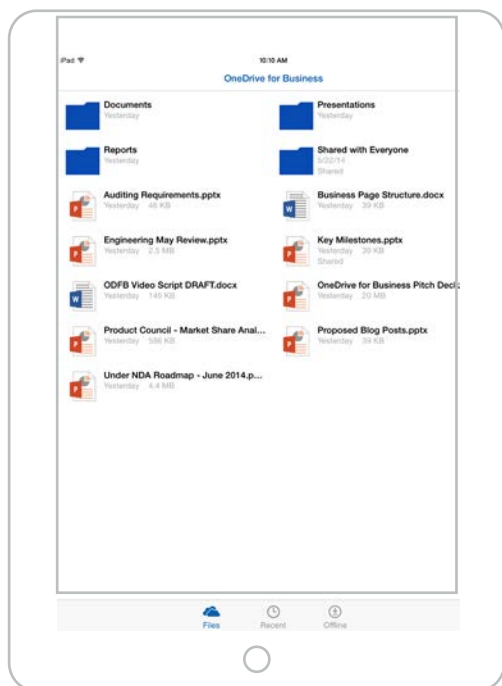 iPad 10:10 AM
OneDrive for Business
Documents
Yesterday
Presentations
Yesterday
Reports
Yesterday
Shared with Everyone
5/22/14
Shared
Auditing Requirements.pptx
Yesterday 46 KB
Business Page Structure.docx
Yesterday 39 KB
Engineering May Review.pptx
Yesterday 2.5 MB
Key Milestones.pptx
Yesterday 39 KB
Shared
ODFB Video Script DRAFT.docx
Yesterday 145 KB
OneDrive for Business Pitch Deck
Yesterday 20 MB
Product Council - Market Share Anal...
Yesterday 556 KB
Proposed Blog Posts.pptx
Yesterday 39 KB
Under NDA Roadmap - June 2014.p...
Yesterday 4.4 MB
Files Recent Offline